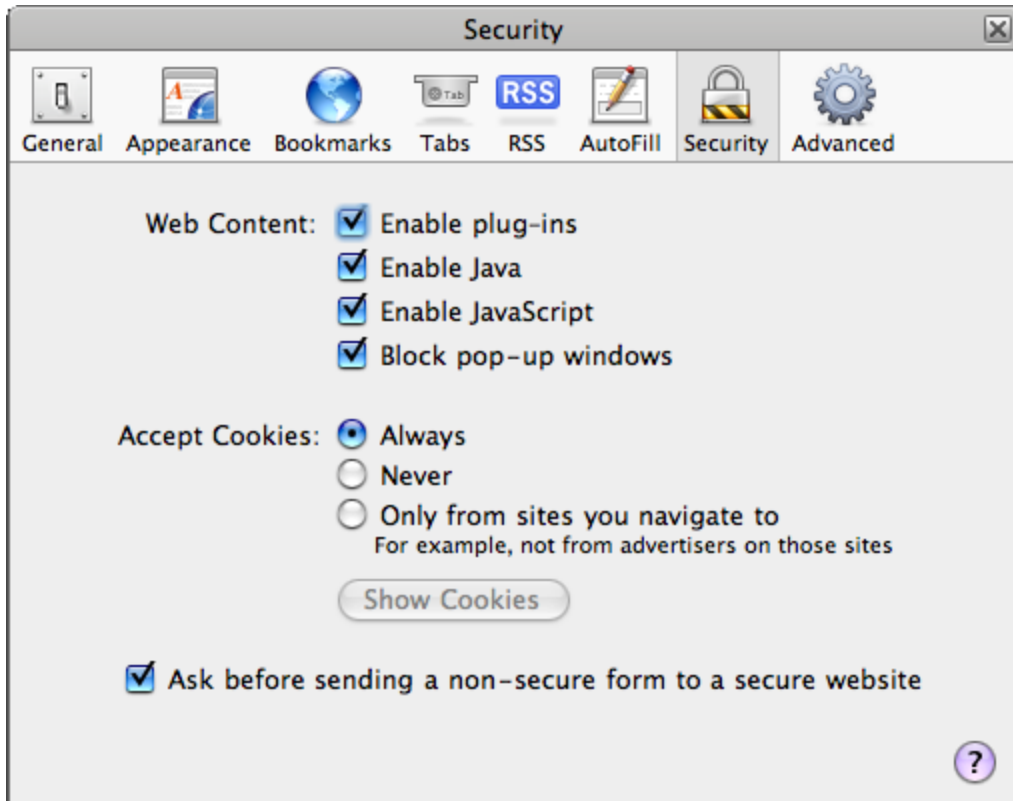 Security
Tab
RSS
General Appearance Bookmarks Tabs RSS AutoFill Security Advanced
Web Content: Enable plug-ins
Enable Java
Enable JavaScript
Block pop-up windows
Accept Cookies: Always
Never
Only from sites you navigate to
For example, not from advertisers on those sites
Show Cookies
Ask before sending a non-secure form to a secure website
?